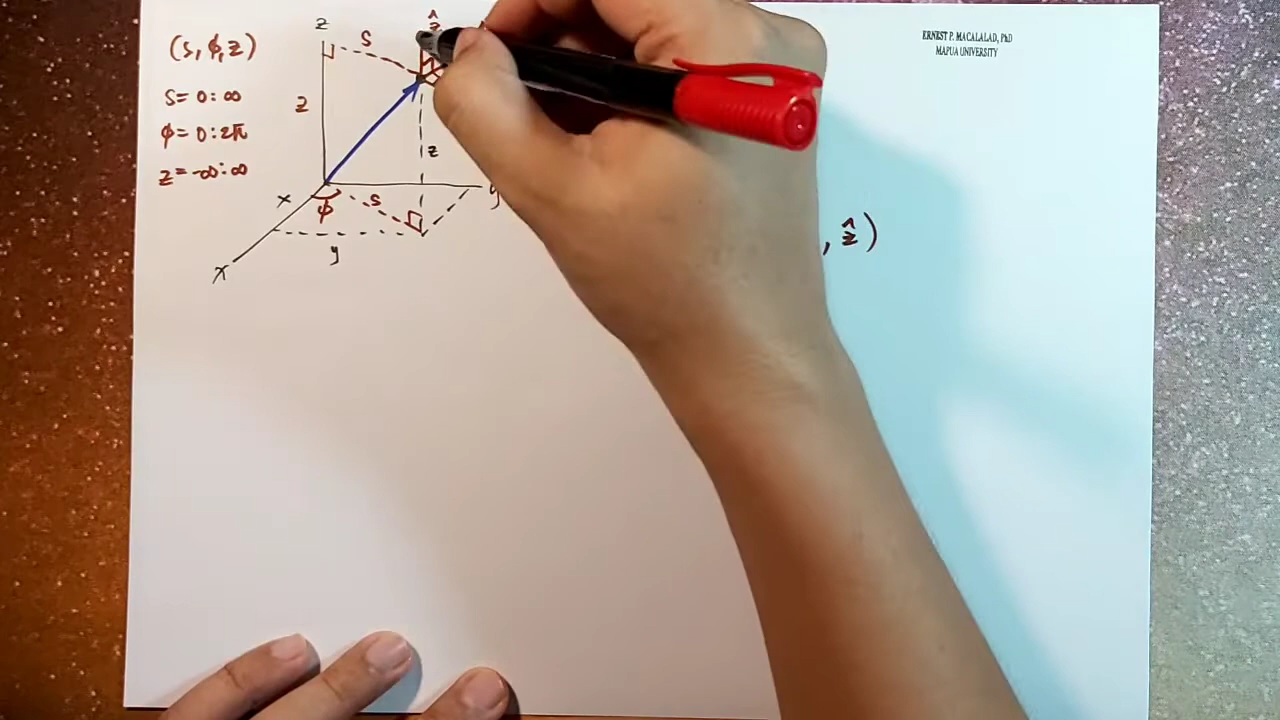 (s, ϕ, z)
s = 0 : ∞
ϕ = 0 : 2π
z = -∞ : ∞
z
s
ẑ
z
z
x
ϕ
s
y
x
y
, ẑ )
ERNEST P. MACALALAD, PhD
MAPUA UNIVERSITY